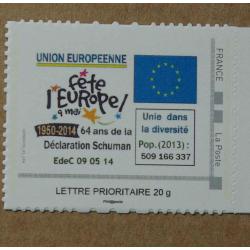 UNION EUROPEENNE
fête
l'EUROPE!
9 mai
1950-2014 64 ans de la
Déclaration Schuman
EdeC 09 05 14
Unie dans
la diversité
Pop.(2013) :
509 166 337
LETTRE PRIORITAIRE 20 g
FRANCE
La Poste